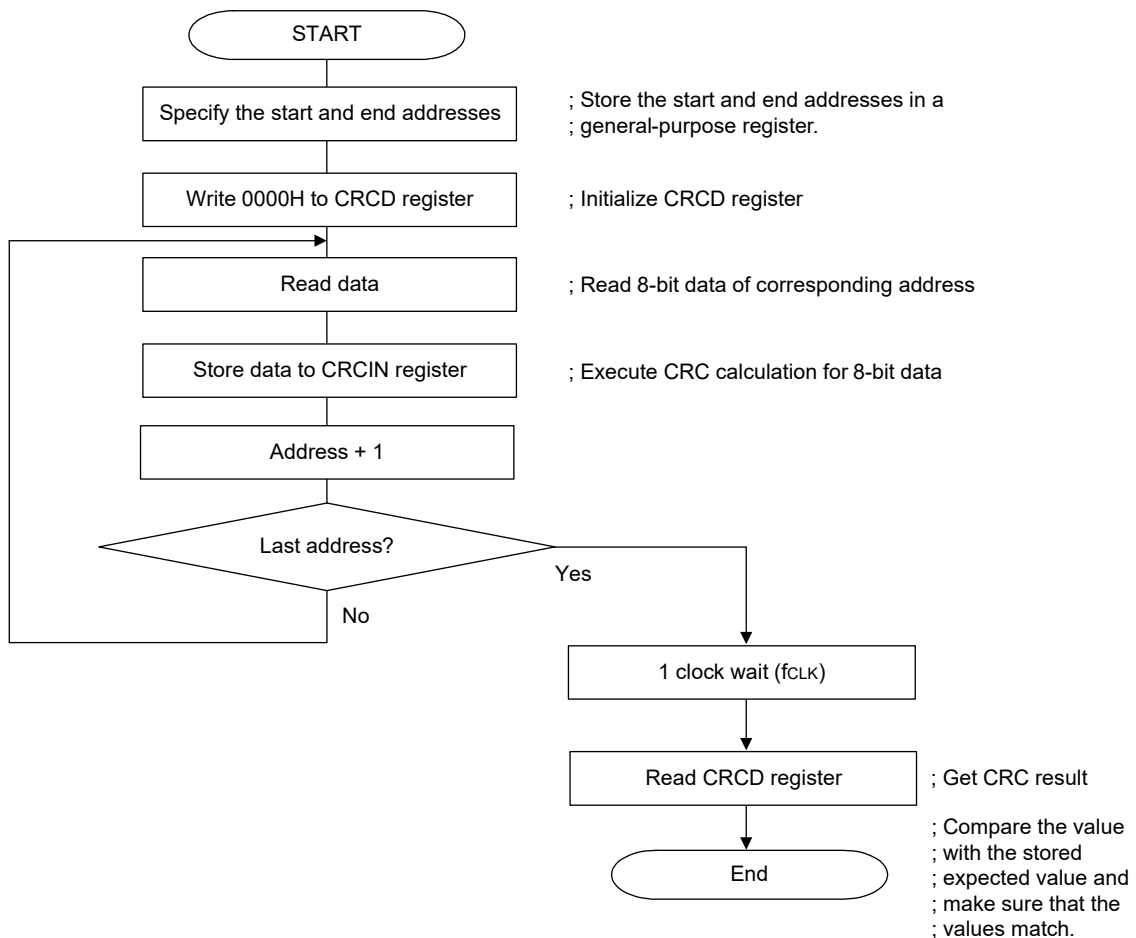 START
Specify the start and end addresses
; Store the start and end addresses in a
; general-purpose register.
Write 0000H to CRCD register
; Initialize CRCD register
Read data
; Read 8-bit data of corresponding address
Store data to CRCIN register
; Execute CRC calculation for 8-bit data
Address + 1
Last address?
Yes
No
1 clock wait (fCLK)
Read CRCD register
; Get CRC result
; Compare the value
; with the stored
; expected value and
; make sure that the
; values match.
End